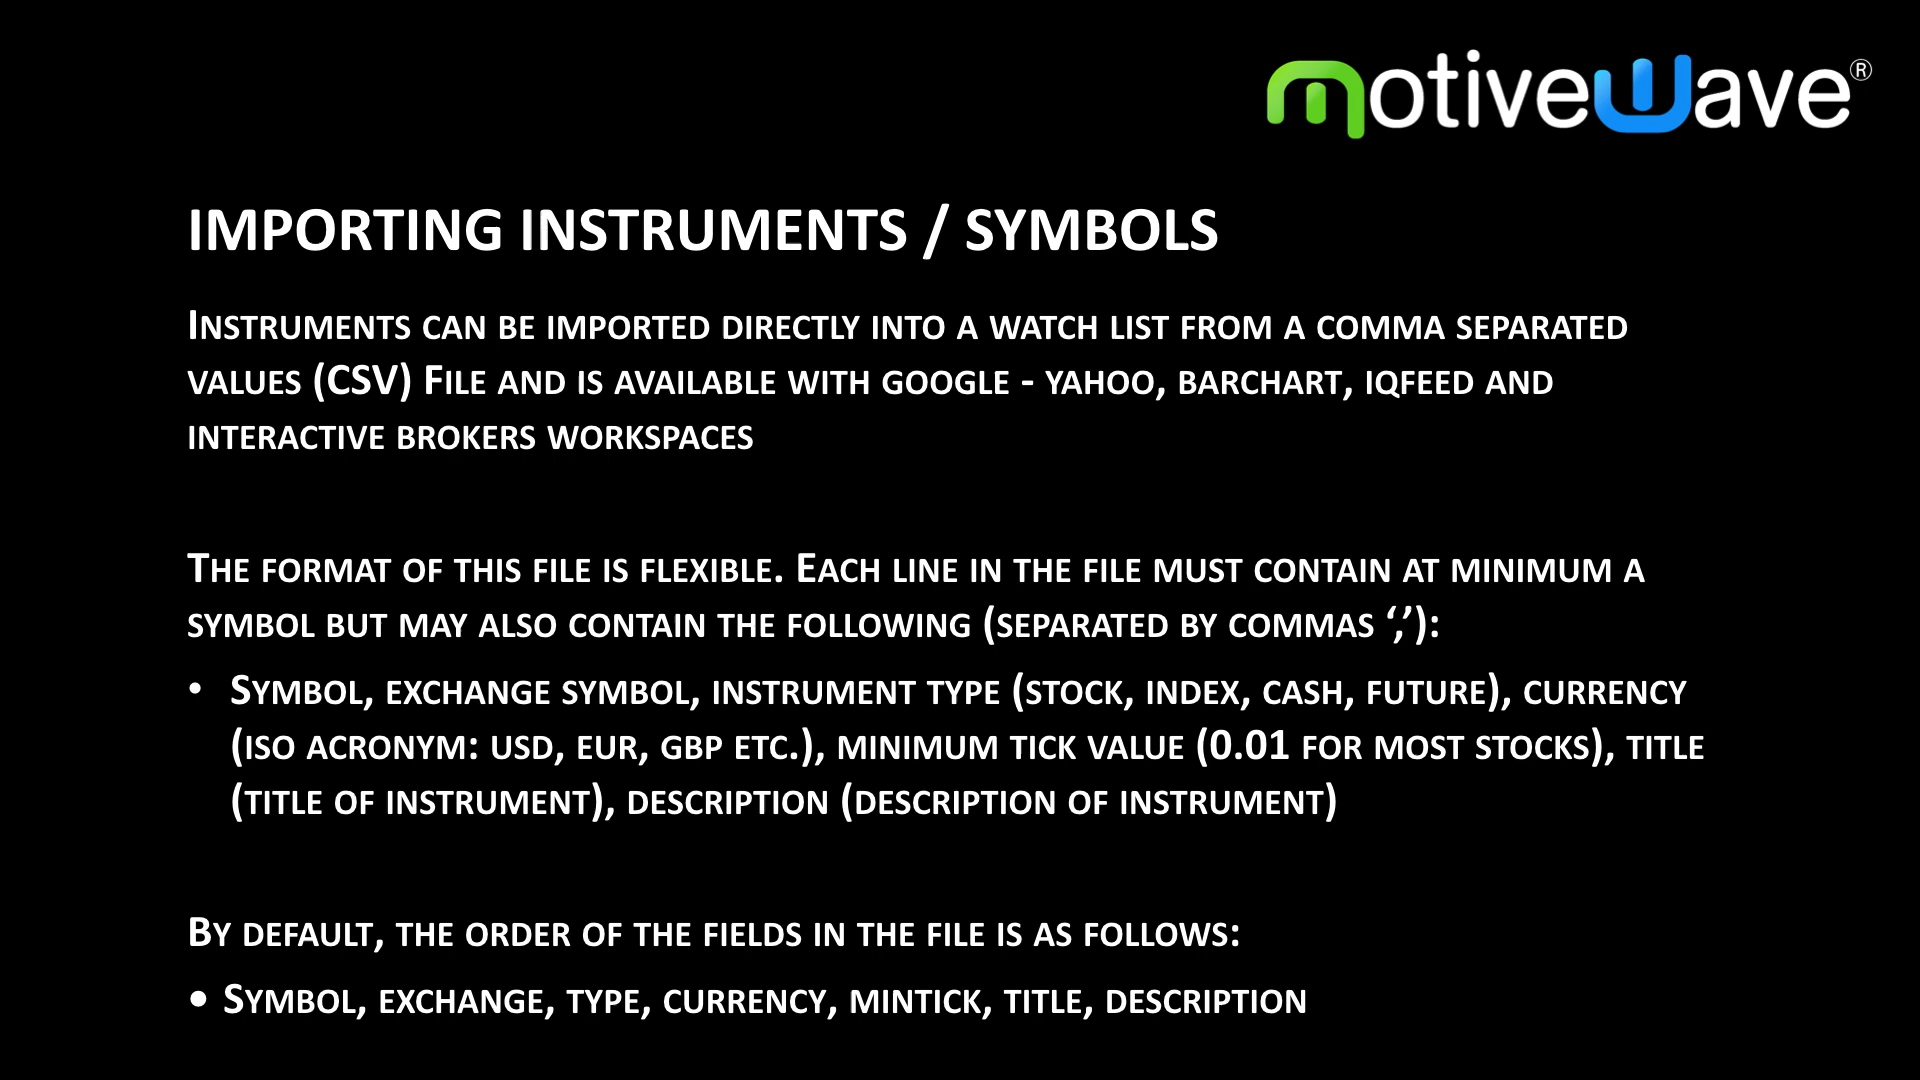 motivewave®
IMPORTING INSTRUMENTS / SYMBOLS
INSTRUMENTS CAN BE IMPORTED DIRECTLY INTO A WATCH LIST FROM A COMMA SEPARATED
VALUES (CSV) FILE AND IS AVAILABLE WITH GOOGLE - YAHOO, BARCHART, IQFEED AND
INTERACTIVE BROKERS WORKSPACES
THE FORMAT OF THIS FILE IS FLEXIBLE. EACH LINE IN THE FILE MUST CONTAIN AT MINIMUM A
SYMBOL BUT MAY ALSO CONTAIN THE FOLLOWING (SEPARATED BY COMMAS ‘,’):
• SYMBOL, EXCHANGE SYMBOL, INSTRUMENT TYPE (STOCK, INDEX, CASH, FUTURE), CURRENCY
(ISO ACRONYM: USD, EUR, GBP ETC.), MINIMUM TICK VALUE (0.01 FOR MOST STOCKS), TITLE
(TITLE OF INSTRUMENT), DESCRIPTION (DESCRIPTION OF INSTRUMENT)
BY DEFAULT, THE ORDER OF THE FIELDS IN THE FILE IS AS FOLLOWS:
• SYMBOL, EXCHANGE, TYPE, CURRENCY, MINTICK, TITLE, DESCRIPTION